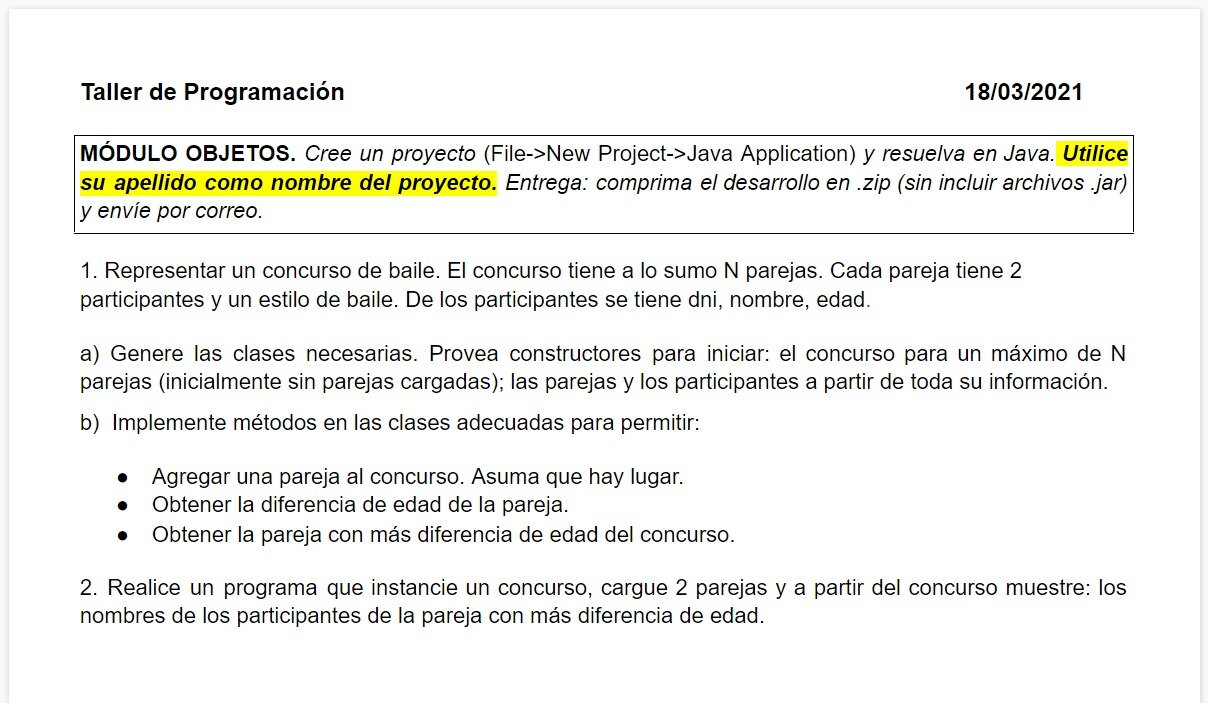 Taller de Programación 18/03/2021
MÓDULO OBJETOS. Cree un proyecto (File->New Project->Java Application) y resuelva en Java. Utilice
su apellido como nombre del proyecto. Entrega: comprima el desarrollo en .zip (sin incluir archivos .jar)
y envíe por correo.
1. Representar un concurso de baile. El concurso tiene a lo sumo N parejas. Cada pareja tiene 2
participantes y un estilo de baile. De los participantes se tiene dni, nombre, edad.
a) Genere las clases necesarias. Provea constructores para iniciar: el concurso para un máximo de N
parejas (inicialmente sin parejas cargadas); las parejas y los participantes a partir de toda su información.
b) Implemente métodos en las clases adecuadas para permitir:
● Agregar una pareja al concurso. Asuma que hay lugar.
● Obtener la diferencia de edad de la pareja.
● Obtener la pareja con más diferencia de edad del concurso.
2. Realice un programa que instancie un concurso, cargue 2 parejas y a partir del concurso muestre: los
nombres de los participantes de la pareja con más diferencia de edad.